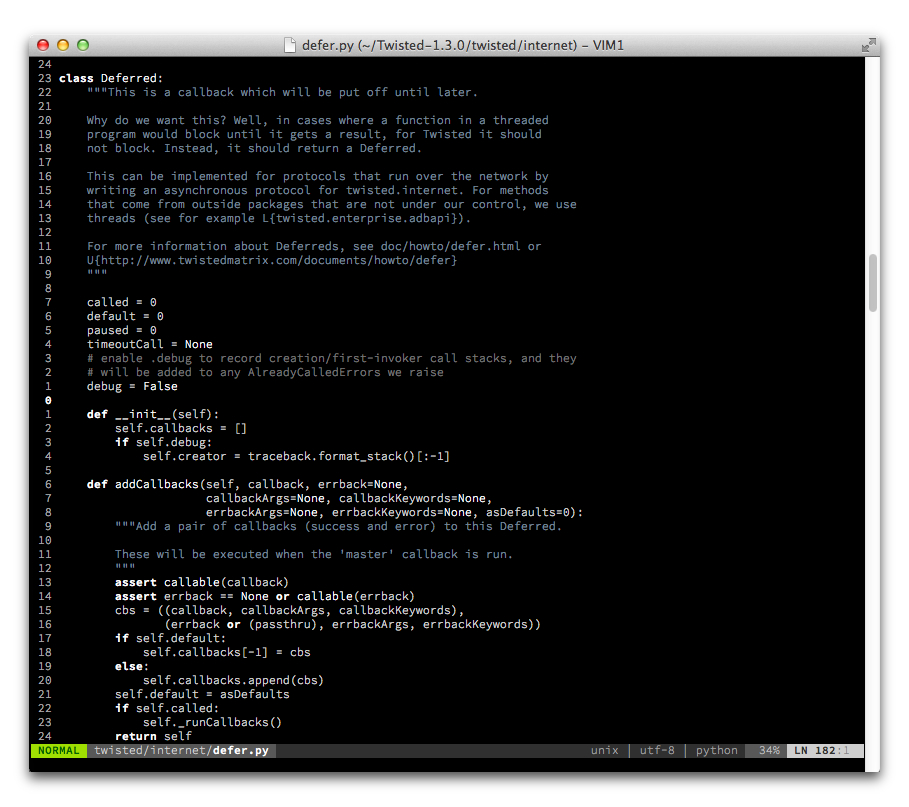 defer.py (~/Twisted-1.3.0/twisted/internet) – VIM1
24
23 class Deferred:
22     """This is a callback which will be put off until later.
21
20     Why do we want this? Well, in cases where a function in a threaded
19     program would block until it gets a result, for Twisted it should
18     not block. Instead, it should return a Deferred.
17
16     This can be implemented for protocols that run over the network by
15     writing an asynchronous protocol for twisted.internet. For methods
14     that come from outside packages that are not under our control, we use
13     threads (see for example L{twisted.enterprise.adbapi}).
12
11     For more information about Deferreds, see doc/howto/defer.html or
10     U{http://www.twistedmatrix.com/documents/howto/defer}
9     """
8
7     called = 0
6     default = 0
5     paused = 0
4     timeoutCall = None
3     # enable .debug to record creation/first-invoker call stacks, and they
2     # will be added to any AlreadyCalledErrors we raise
1     debug = False
0
1     def __init__(self):
2         self.callbacks = []
3         if self.debug:
4             self.creator = traceback.format_stack()[:-1]
5
6     def addCallbacks(self, callback, errback=None,
7                      callbackArgs=None, callbackKeywords=None,
8                      errbackArgs=None, errbackKeywords=None, asDefaults=0):
9         """Add a pair of callbacks (success and error) to this Deferred.
10
11         These will be executed when the 'master' callback is run.
12         """
13         assert callable(callback)
14         assert errback == None or callable(errback)
15         cbs = ((callback, callbackArgs, callbackKeywords),
16                (errback or (passthru), errbackArgs, errbackKeywords))
17         if self.default:
18             self.callbacks[-1] = cbs
19         else:
20             self.callbacks.append(cbs)
21         self.default = asDefaults
22         if self.called:
23             self._runCallbacks()
24         return self
NORMAL twisted/internet/defer.py unix | utf-8 | python 34% LN 182:1